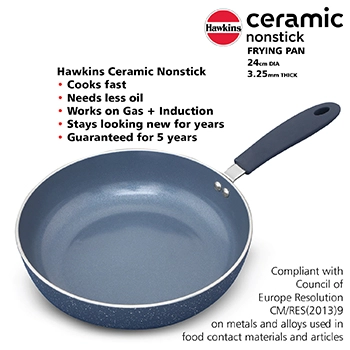 Hawkins
ceramic
nonstick
FRYING PAN
24cm DIA
3.25mm THICK
Hawkins Ceramic Nonstick
• Cooks fast
• Needs less oil
• Works on Gas + Induction
• Stays looking new for years
• Guaranteed for 5 years
Compliant with
Council of
Europe Resolution
CM/RES(2013)9
on metals and alloys used in
food contact materials and articles